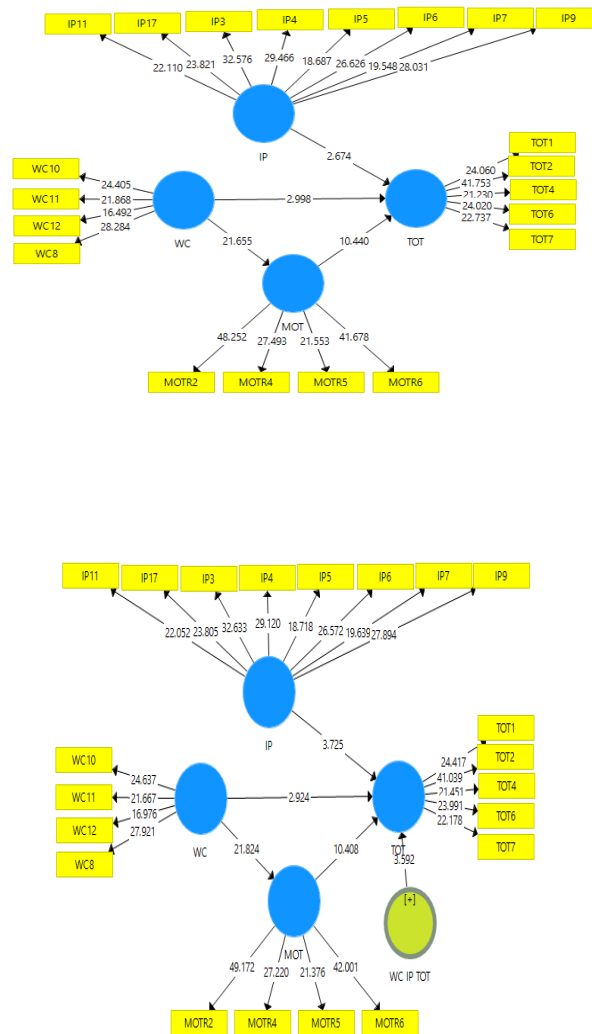 IP11 IP17 IP3 IP4 IP5 IP6 IP7 IP9
22.110 23.821 32.576 29.466 18.687 26.626 19.548 28.031
IP
2.674
WC10
WC11
WC12
WC8
24.405
21.868
16.492
28.284
WC
2.998
TOT
24.060
41.753
21.230
24.020
22.737
TOT1
TOT2
TOT4
TOT6
TOT7
21.655
10.440
MOT
48.252 27.493 21.553 41.678
MOTR2 MOTR4 MOTR5 MOTR6
IP11 IP17 IP3 IP4 IP5 IP6 IP7 IP9
22.052 23.805 32.633 29.120 18.718 26.572 19.639 27.894
IP
3.725
WC10
WC11
WC12
WC8
24.637
21.667
16.976
27.921
WC
2.924
TOT
24.417
41.039
21.451
23.991
22.178
TOT1
TOT2
TOT4
TOT6
TOT7
21.824
10.408
3.592
[+]
WC IP TOT
MOT
49.172 27.220 21.376 42.001
MOTR2 MOTR4 MOTR5 MOTR6